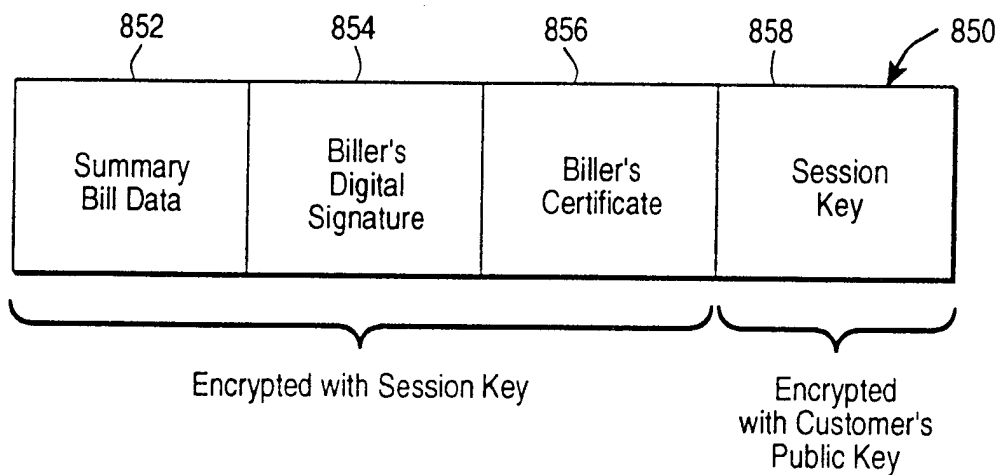 852
854
856
858
850
Summary
Bill Data
Biller's
Digital
Signature
Biller's
Certificate
Session
Key
Encrypted with Session Key
Encrypted
with Customer's
Public Key